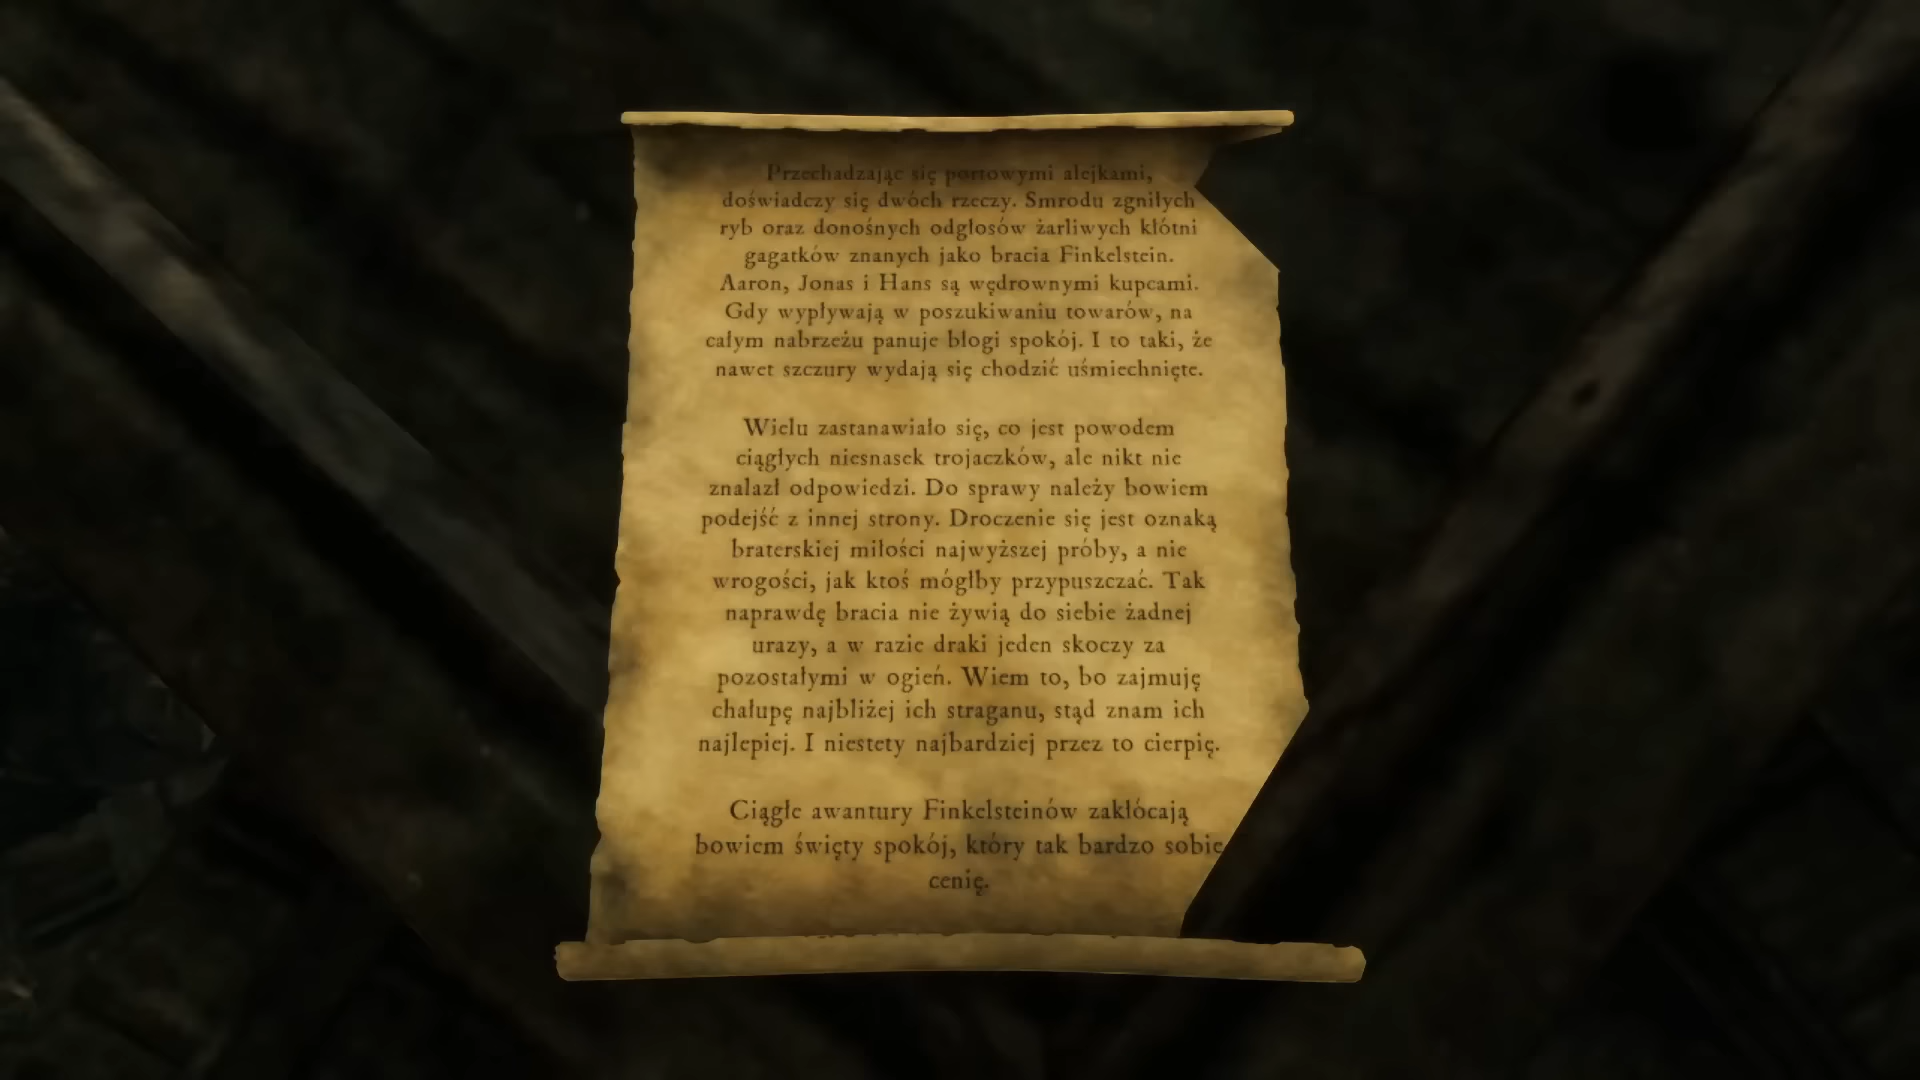 Przechadzając się portowymi alejkami,
doświadczy się dwóch rzeczy. Smrodu zgniłych
ryb oraz donośnych odgłosów żarliwych kłótni
gagatków znanych jako bracia Finkelstein.
Aaron, Jonas i Hans są wędrownymi kupcami.
Gdy wypływają w poszukiwaniu towarów, na
całym nabrzeżu panuje błogi spokój. I to taki, że
nawet szczury wydają się chodzić uśmiechnięte.
Wielu zastanawiało się, co jest powodem
ciągłych niesnasek trojaczków, ale nikt nie
znalazł odpowiedzi. Do sprawy należy bowiem
podejść z innej strony. Droczenie się jest oznaką
braterskiej miłości najwyższej próby, a nie
wrogości, jak ktoś mógłby przypuszczać. Tak
naprawdę bracia nie żywią do siebie żadnej
urazy, a w razie draki jeden skoczy za
pozostałymi w ogień. Wiem to, bo zajmuję
chałupę najbliżej ich straganu, stąd znam ich
najlepiej. I niestety najbardziej przez to cierpię.
Ciągłe awantury Finkelsteinów zakłócają
bowiem święty spokój, który tak bardzo sobie
cenię.